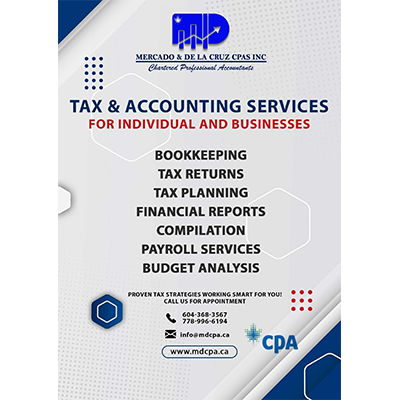 MD
MERCADO & DE LA CRUZ CPAS INC
Chartered Professional Accountants
TAX & ACCOUNTING SERVICES
FOR INDIVIDUAL AND BUSINESSES
BOOKKEEPING
TAX RETURNS
TAX PLANNING
FINANCIAL REPORTS
COMPILATION
PAYROLL SERVICES
BUDGET ANALYSIS
PROVEN TAX STRATEGIES WORKING SMART FOR YOU!
CALL US FOR APPOINTMENT
604-368-3567
778-996-6194
info@mdcpa.ca
CPA
www.mdcpa.ca